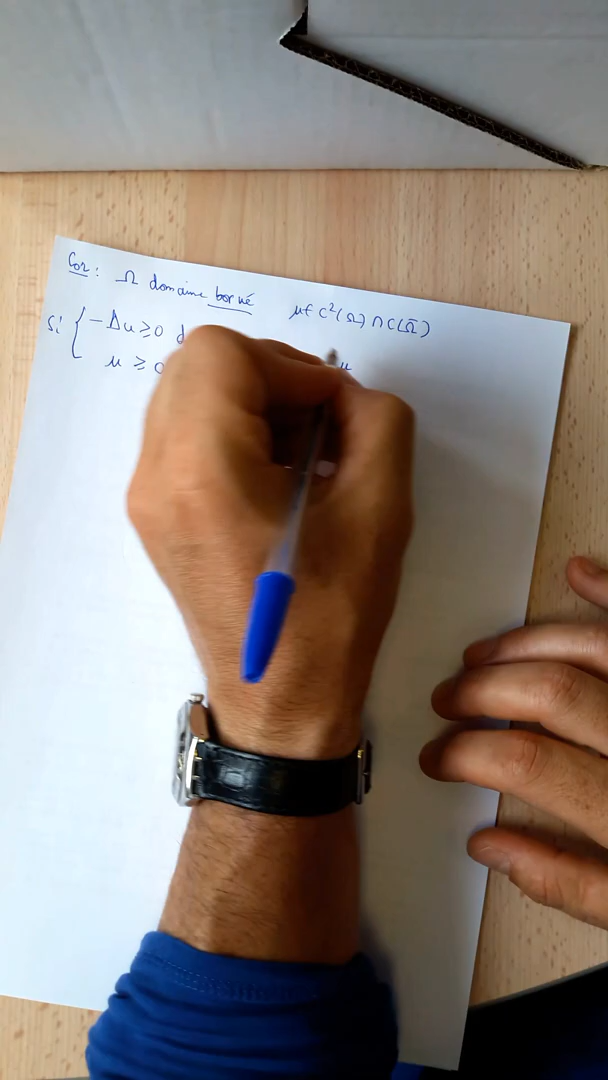 Cor : Ω domaine borné u ∈ C²(Ω) ∩ C(Ω̄)
si { -Δu ≥ 0 d
u ≥ 0 u